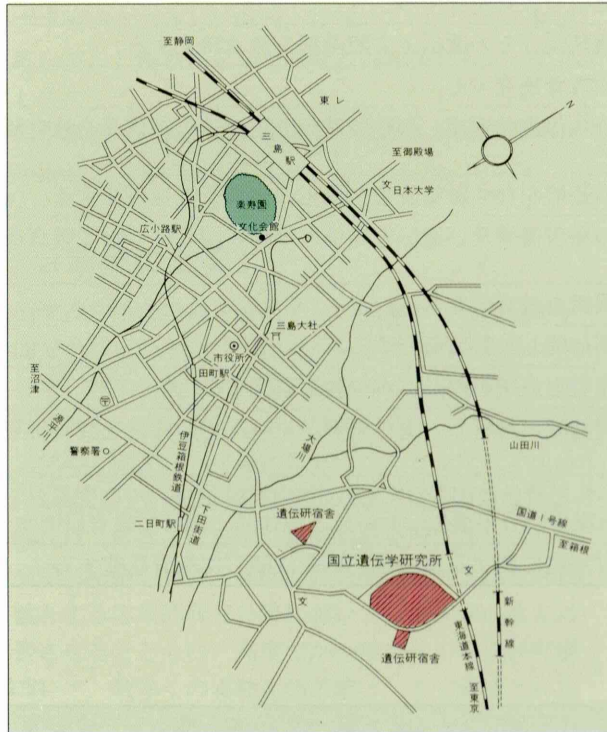 至静岡
東レ
N
三島駅
至御殿場
文
日本大学
楽寿園
文化会館
広小路駅
三島大社
市役所
田町駅
至沼津
〒
警察署
伊豆箱根鉄道
大場川
山田川
下田街道
二日町駅
遺伝研宿舎
国道1号線
至箱根
国立遺伝学研究所
文
文
新幹線
東海道本線
遺伝研宿舎
至東京